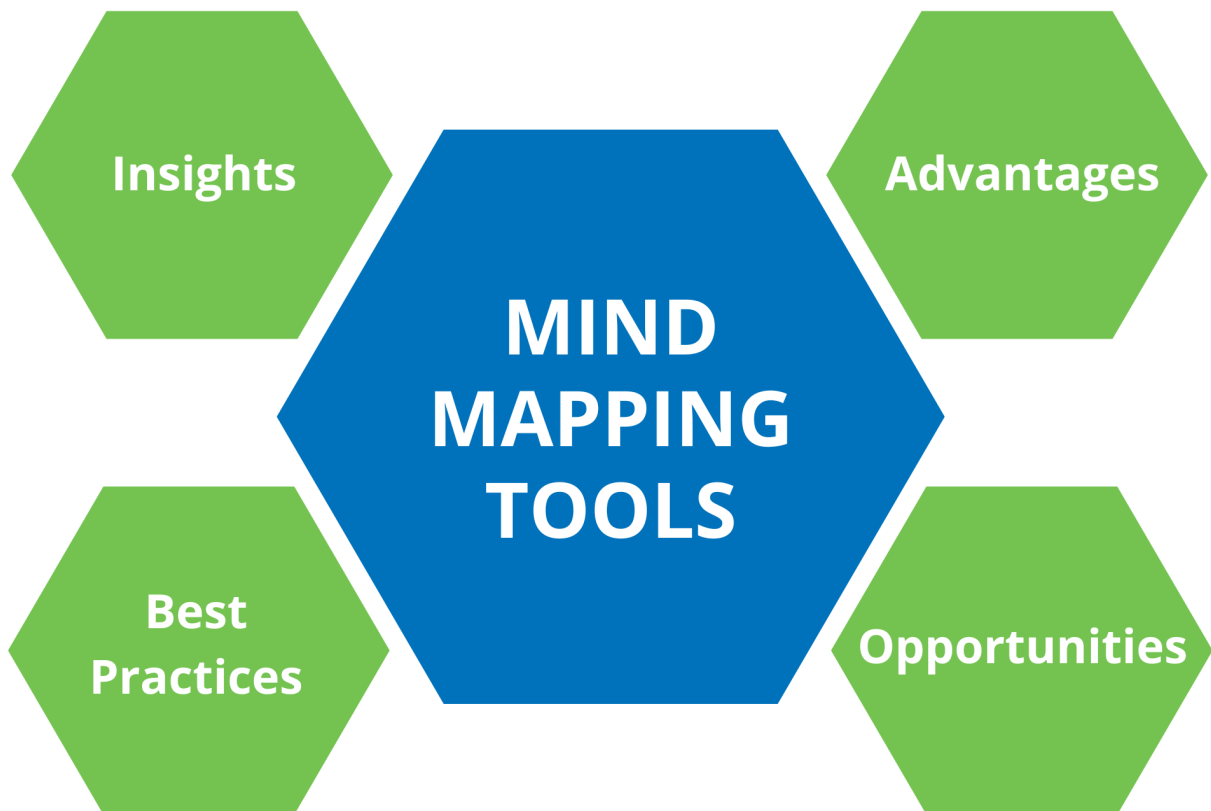 Insights
Advantages
MIND
MAPPING
TOOLS
Best
Practices
Opportunities